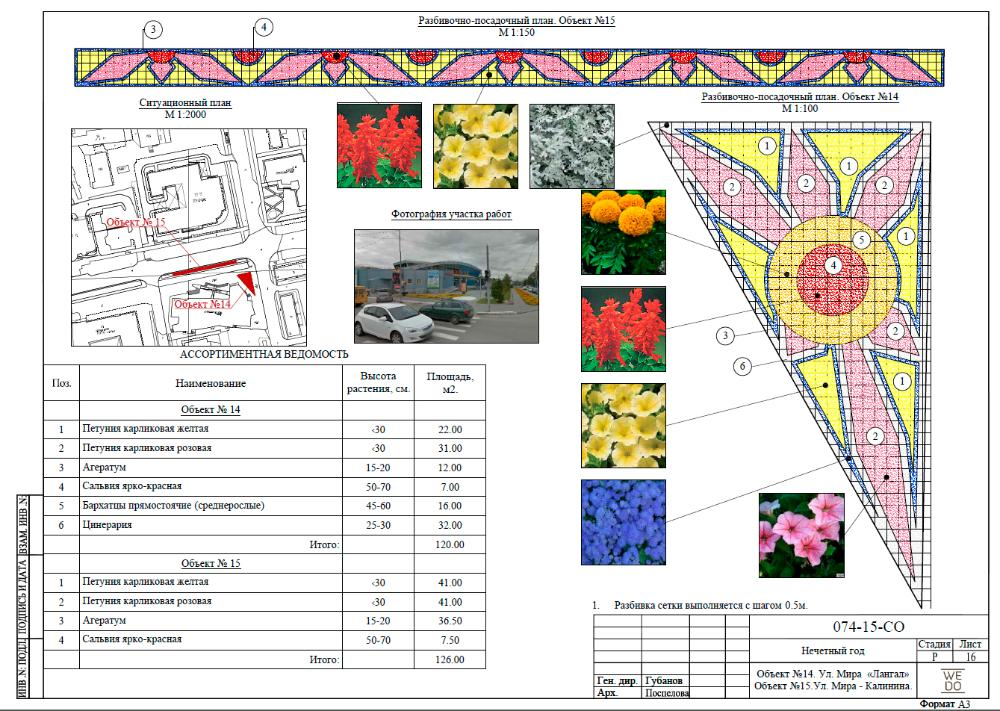 Разбивочно-посадочный план. Объект №15
М 1:150
3
4
Ситуационный план
М 1:2000
Разбивочно-посадочный план. Объект №14
М 1:100
Объект № 15
Объект №14
Фотография участка работ
1
1
2
2
2
5
1
4
3
2
6
1
2
АССОРТИМЕНТНАЯ ВЕДОМОСТЬ
Поз. Наименование Высота растения, см. Площадь, м2.
Объект № 14
1 Петуния карликовая желтая <30 22.00
2 Петуния карликовая розовая <30 31.00
3 Агератум 15-20 12.00
4 Сальвия ярко-красная 50-70 7.00
5 Бархатцы прямостоячие (среднерослые) 45-60 16.00
6 Цинерария 25-30 32.00
Итого: 120.00
Объект № 15
1 Петуния карликовая желтая <30 41.00
2 Петуния карликовая розовая <30 41.00
3 Агератум 15-20 36.50
4 Сальвия ярко-красная 50-70 7.50
Итого: 126.00
1. Разбивка сетки выполняется с шагом 0.5м.
074-15-СО
Нечетный год
Стадия Лист
Р 16
Объект №14. Ул. Мира «Лангал»
Объект №15.Ул. Мира - Калинина.
Ген. дир. Губанов
Арх. Поспелова
WE
DO
Формат А3
ВЗАМ. ИНВ .N:
ПОДПИСЬ И ДАТА
ИНВ .N: ПОДЛ.